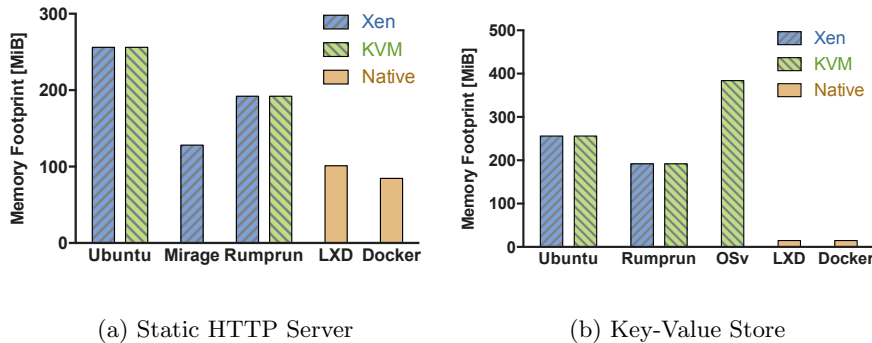 Memory Footprint [MiB]
300
200
100
0
Xen
KVM
Native
Ubuntu Mirage Rumprun LXD Docker
(a) Static HTTP Server
Memory Footprint [MiB]
500
400
300
200
100
0
Xen
KVM
Native
Ubuntu Rumprun OSv LXD Docker
(b) Key-Value Store